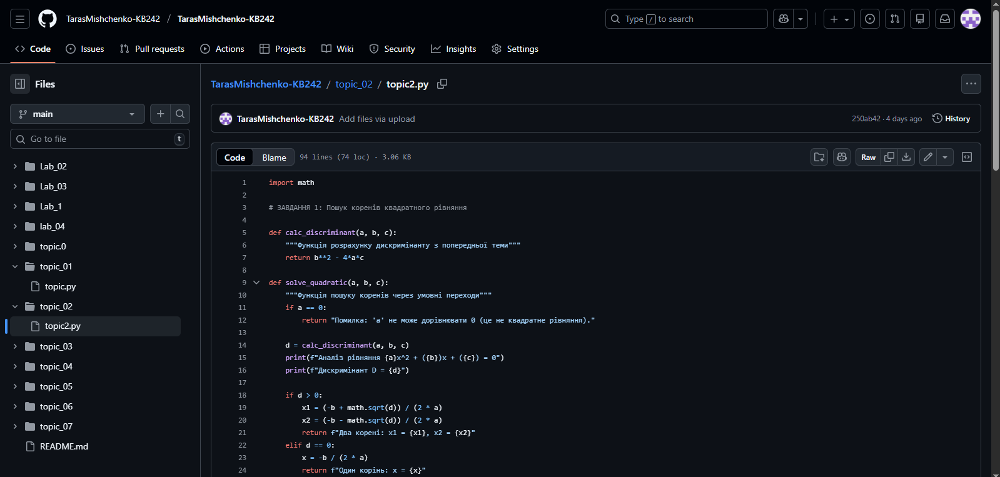 TarasMishchenko-KB242 / TarasMishchenko-KB242
Type / to search
Code Issues Pull requests Actions Projects Wiki Security Insights Settings
Files
main
Go to file t
Lab_02
Lab_03
Lab_1
lab_04
topic.0
topic_01
topic.py
topic_02
topic2.py
topic_03
topic_04
topic_05
topic_06
topic_07
README.md
TarasMishchenko-KB242 / topic_02 / topic2.py
TarasMishchenko-KB242 Add files via upload 250ab42 · 4 days ago History
Code Blame 94 lines (74 loc) · 3.06 KB Raw
1 import math
2
3 # ЗАВДАННЯ 1: Пошук коренів квадратного рівняння
4
5 def calc_discriminant(a, b, c):
6 """Функція розрахунку дискримінанту з попередньої теми"""
7 return b**2 - 4*a*c
8
9 def solve_quadratic(a, b, c):
10 """Функція пошуку коренів через умовні переходи"""
11 if a == 0:
12 return "Помилка: 'a' не може дорівнювати 0 (це не квадратне рівняння)."
13
14 d = calc_discriminant(a, b, c)
15 print(f"Аналіз рівняння {a}x^2 + ({b})x + ({c}) = 0")
16 print(f"Дискримінант D = {d}")
17
18 if d > 0:
19 x1 = (-b + math.sqrt(d)) / (2 * a)
20 x2 = (-b - math.sqrt(d)) / (2 * a)
21 return f"Два корені: x1 = {x1}, x2 = {x2}"
22 elif d == 0:
23 x = -b / (2 * a)
24 return f"Один корінь: x = {x}"